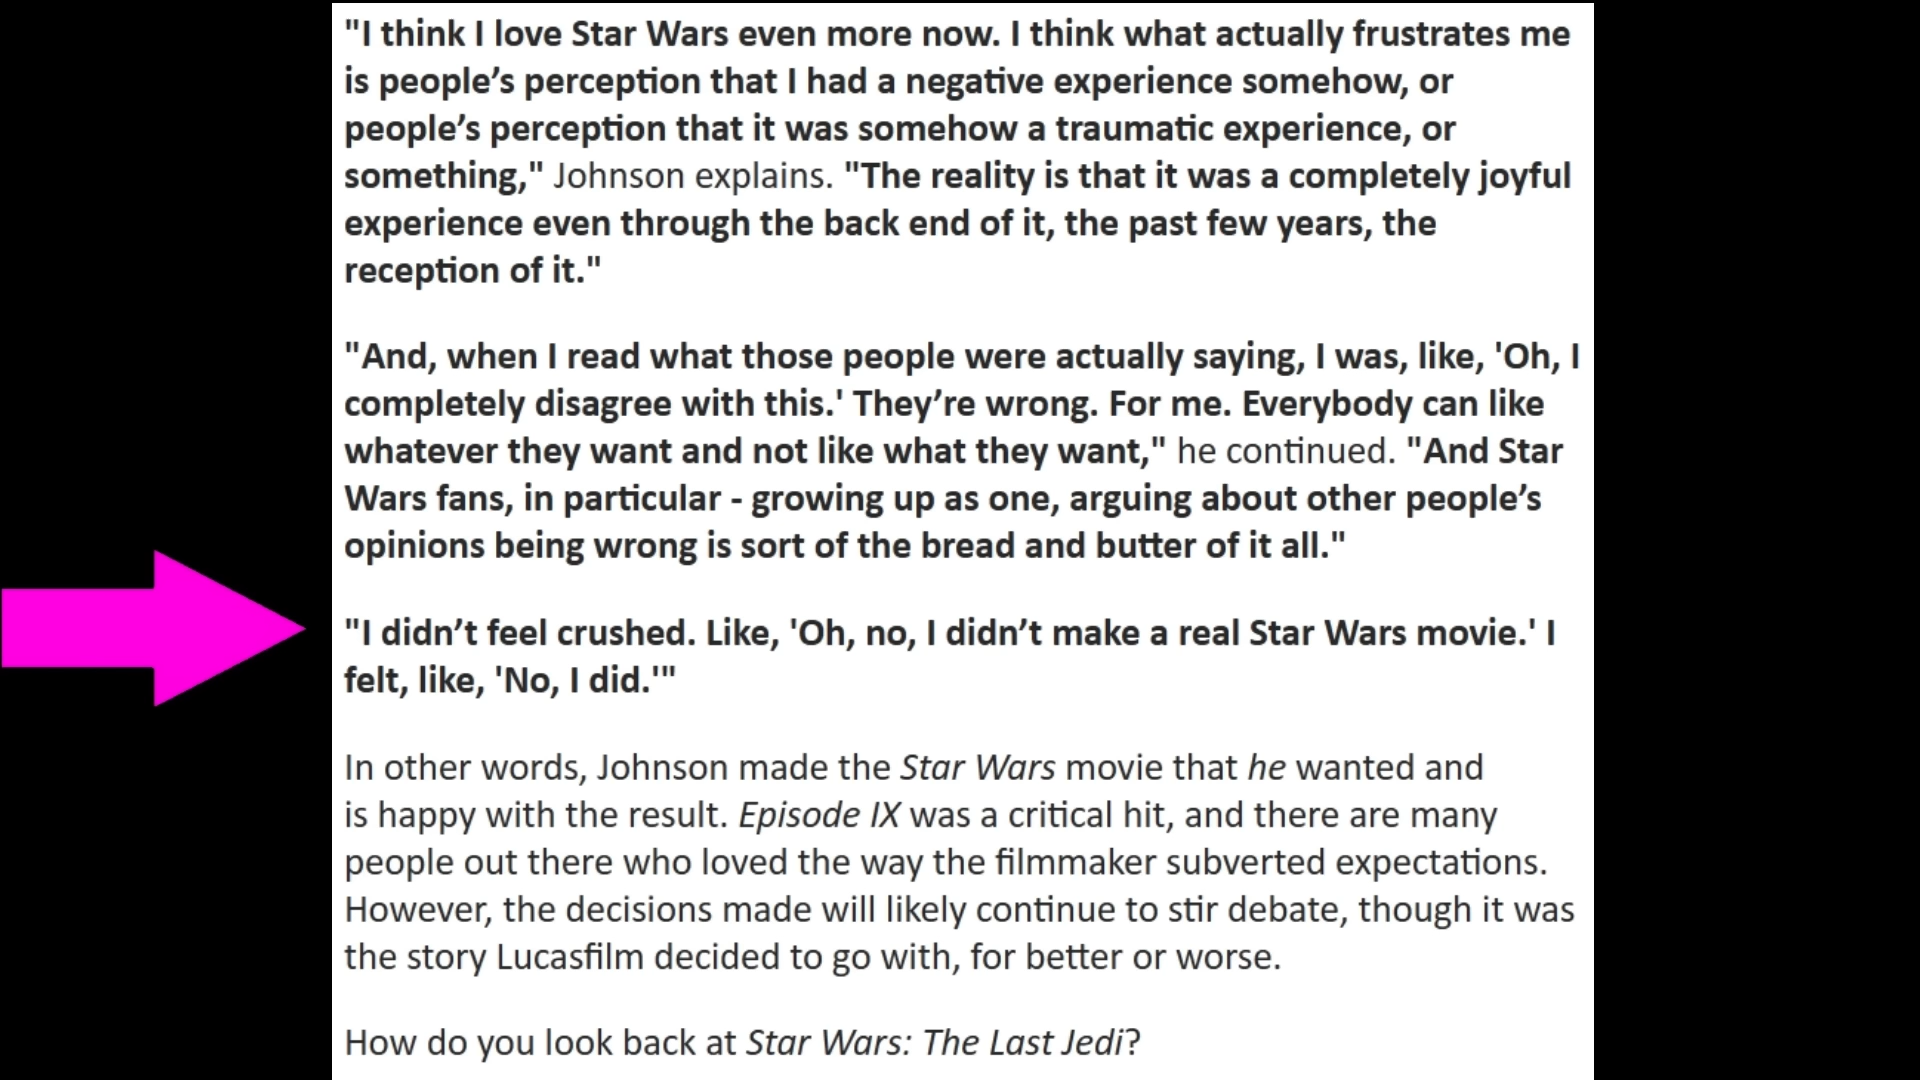 "I think I love Star Wars even more now. I think what actually frustrates me
is people’s perception that I had a negative experience somehow, or
people’s perception that it was somehow a traumatic experience, or
something," Johnson explains. "The reality is that it was a completely joyful
experience even through the back end of it, the past few years, the
reception of it."
"And, when I read what those people were actually saying, I was, like, 'Oh, I
completely disagree with this.' They’re wrong. For me. Everybody can like
whatever they want and not like what they want," he continued. "And Star
Wars fans, in particular - growing up as one, arguing about other people’s
opinions being wrong is sort of the bread and butter of it all."
"I didn’t feel crushed. Like, 'Oh, no, I didn’t make a real Star Wars movie.' I
felt, like, 'No, I did.'"
In other words, Johnson made the Star Wars movie that he wanted and
is happy with the result. Episode IX was a critical hit, and there are many
people out there who loved the way the filmmaker subverted expectations.
However, the decisions made will likely continue to stir debate, though it was
the story Lucasfilm decided to go with, for better or worse.
How do you look back at Star Wars: The Last Jedi?